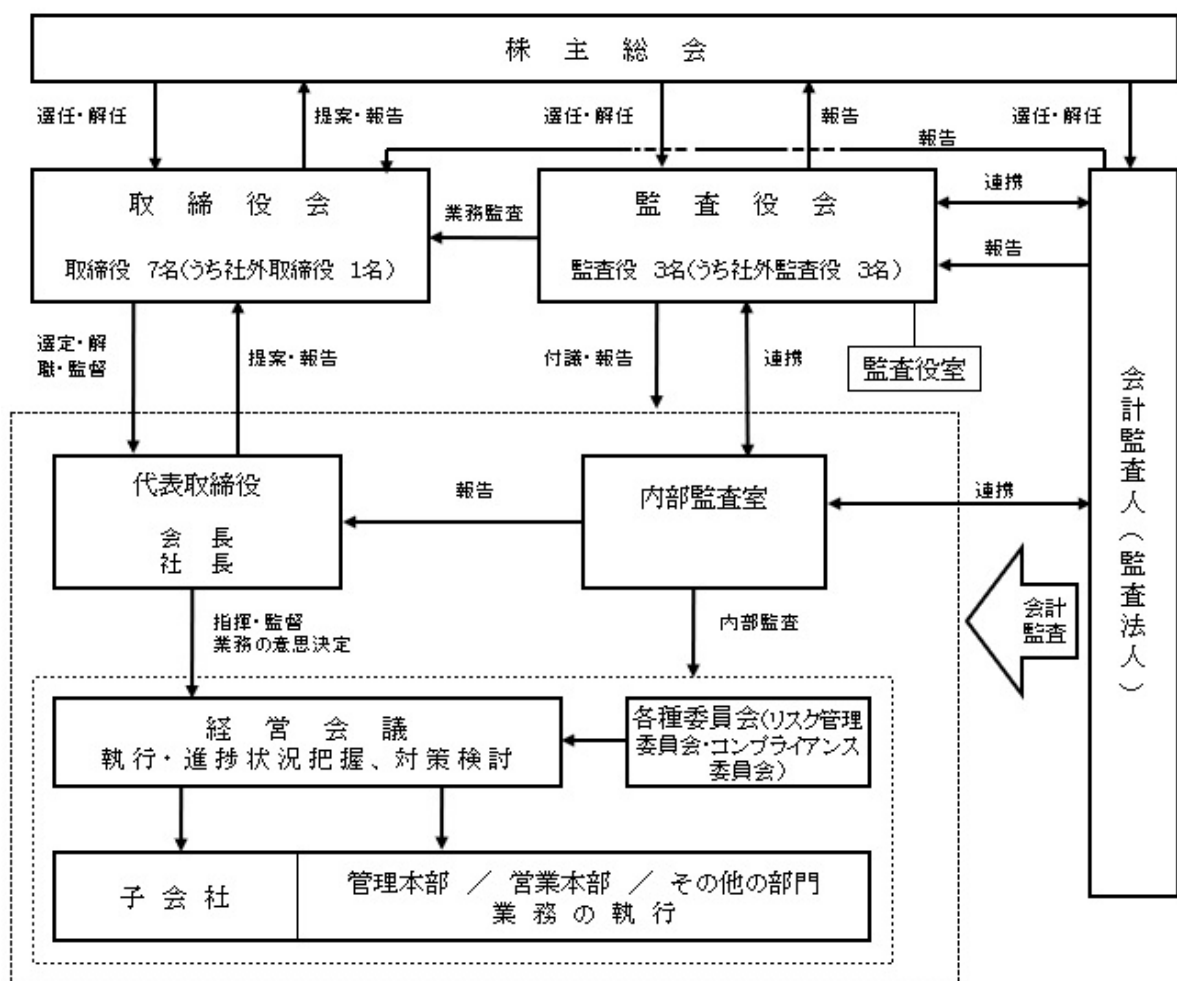 株主総会
選任・解任
提案・報告
選任・解任
報告
選任・解任
報告
取締役会
取締役 7名(うち社外取締役 1名)
業務監査
監査役会
監査役 3名(うち社外監査役 3名)
連携
報告
選定・解
職・監督
提案・報告
付議・報告
連携
監査役室
会計監査人(監査法人)
代表取締役
会長
社長
報告
内部監査室
連携
会計
監査
指揮・監督
業務の意思決定
内部監査
経営会議
執行・進捗状況把握、対策検討
各種委員会(リスク管理
委員会・コンプライアンス
委員会)
子会社
管理本部 / 営業本部 / その他の部門
業務の執行